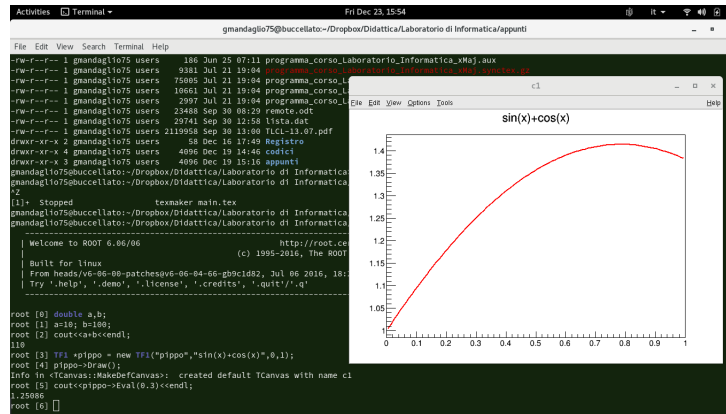 Activities Terminal Fri Dec 23, 15:54 it
gmandaglio75@buccellato:~/Dropbox/Didattica/Laboratorio di Informatica/appunti
File Edit View Search Terminal Help
-rw-r--r-- 1 gmandaglio75 users 186 Jun 25 07:11 programma_corso_Laboratorio_Informatica_xMaj.aux
-rw-r--r-- 1 gmandaglio75 users 9381 Jul 21 19:04 programma_corso_Laboratorio_Informatica_xMaj.synctex.gz
-rw-r--r-- 1 gmandaglio75 users 75005 Jul 21 19:04 programma_corso_L
-rw-r--r-- 1 gmandaglio75 users 10661 Jul 21 19:04 programma_corso_L
-rw-r--r-- 1 gmandaglio75 users 2997 Jul 21 19:04 programma_corso_L
-rw-r--r-- 1 gmandaglio75 users 23488 Sep 30 08:29 remote.odt
-rw-r--r-- 1 gmandaglio75 users 29741 Sep 30 12:58 lista.dat
-rw-r--r-- 1 gmandaglio75 users 2119958 Sep 30 13:00 TLCL-13.07.pdf
drwxr-xr-x 2 gmandaglio75 users 58 Dec 16 17:49 Registro
drwxr-xr-x 4 gmandaglio75 users 4096 Dec 19 14:46 codici
drwxr-xr-x 3 gmandaglio75 users 4096 Dec 19 15:16 appunti
gmandaglio75@buccellato:~/Dropbox/Didattica/Laboratorio di Informatica
gmandaglio75@buccellato:~/Dropbox/Didattica/Laboratorio di Informatica
^Z
[1]+ Stopped texmaker main.tex
gmandaglio75@buccellato:~/Dropbox/Didattica/Laboratorio di Informatica
gmandaglio75@buccellato:~/Dropbox/Didattica/Laboratorio di Informatica
| Welcome to ROOT 6.06/06 http://root.ce
| (c) 1995-2016, The ROOT
| Built for linux
| From heads/v6-06-00-patches@v6-06-04-66-gb9c1d82, Jul 06 2016, 18:
| Try '.help', '.demo', '.license', '.credits', '.quit'/'.q'
root [0] double a,b;
root [1] a=10; b=100;
root [2] cout<<a+b<<endl;
110
root [3] TF1 *pippo = new TF1("pippo","sin(x)+cos(x)",0,1);
root [4] pippo->Draw();
Info in <TCanvas::MakeDefCanvas>: created default TCanvas with name c1
root [5] cout<<pippo->Eval(0.3)<<endl;
1.25086
root [6]
c1
File Edit View Options Tools Help
sin(x)+cos(x)
1.4
1.35
1.3
1.25
1.2
1.15
1.1
1.05
1
0 0.1 0.2 0.3 0.4 0.5 0.6 0.7 0.8 0.9 1